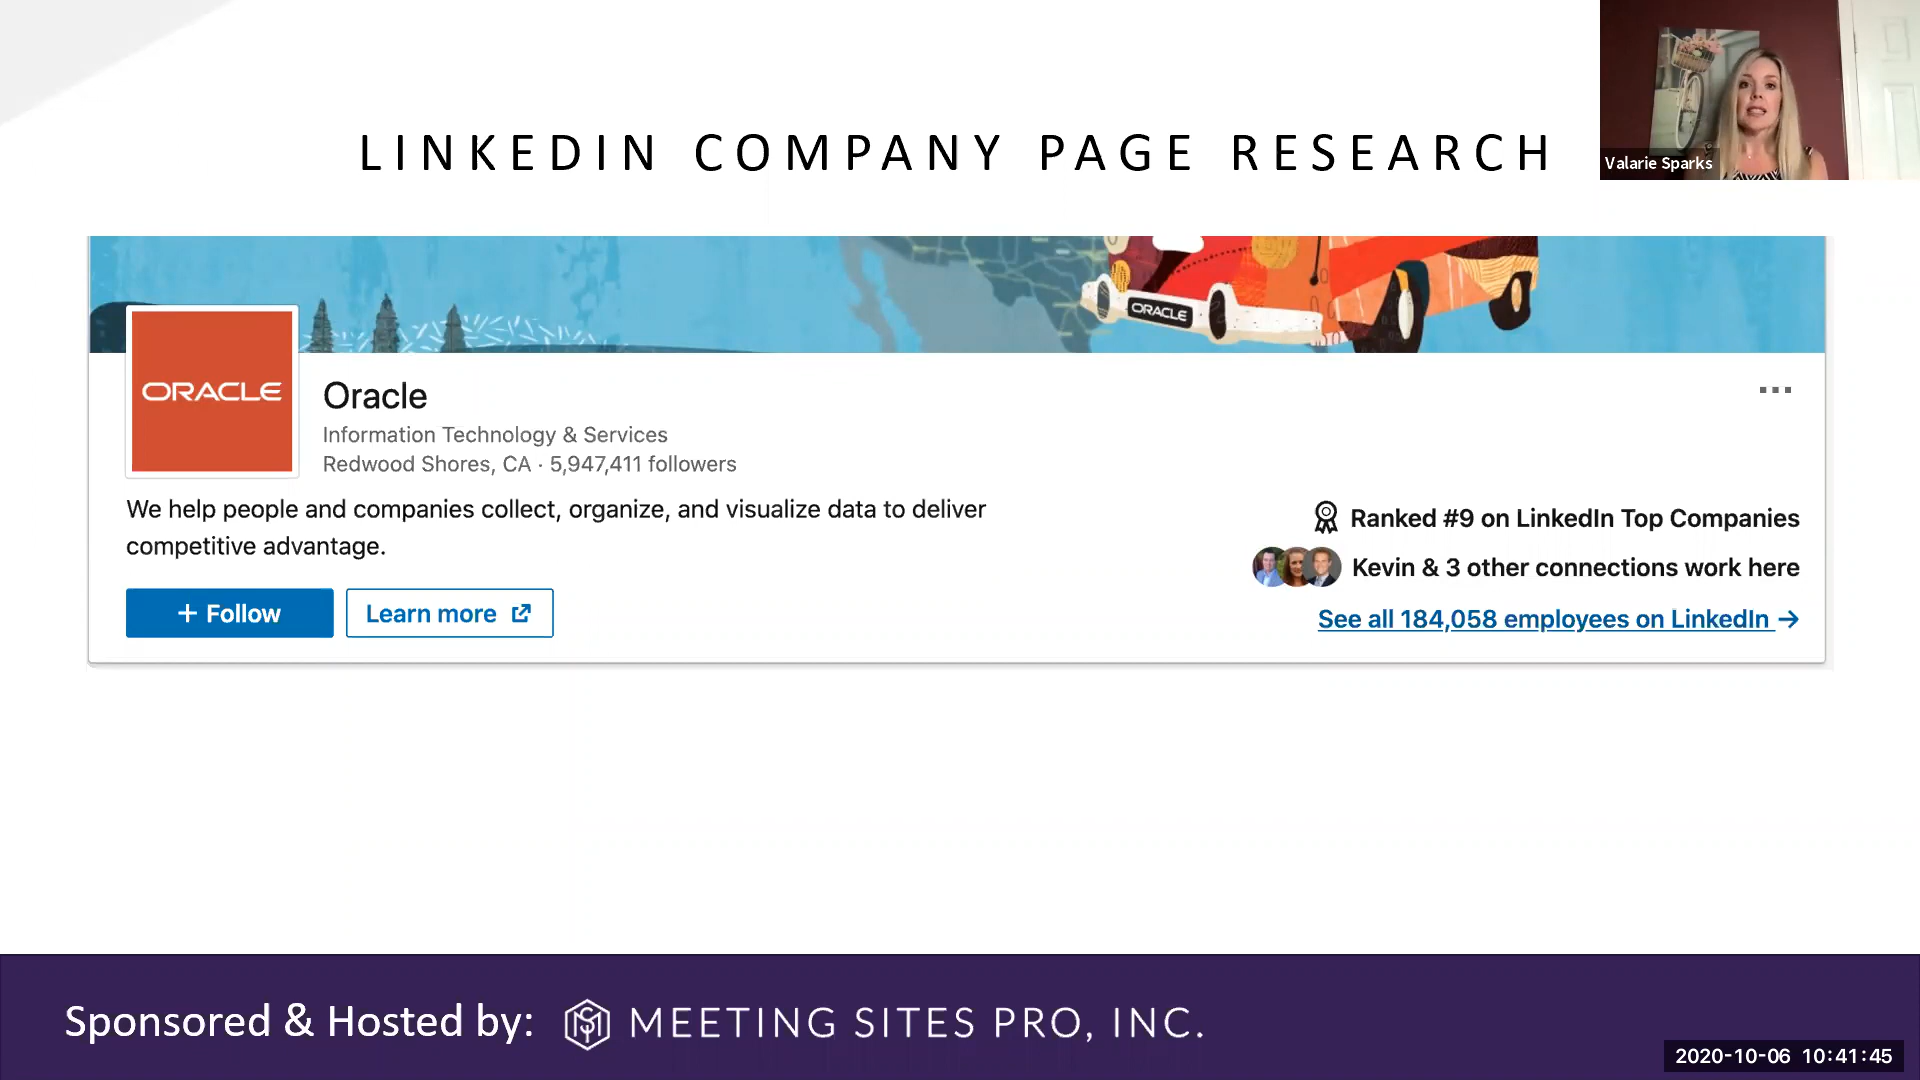 LINKEDIN COMPANY PAGE RESEARCH
Valarie Sparks
ORACLE
ORACLE
Oracle
Information Technology & Services
Redwood Shores, CA · 5,947,411 followers
We help people and companies collect, organize, and visualize data to deliver
competitive advantage.
Ranked #9 on LinkedIn Top Companies
Kevin & 3 other connections work here
See all 184,058 employees on LinkedIn →
+ Follow
Learn more
Sponsored & Hosted by: MEETING SITES PRO, INC.
2020-10-06 10:41:45